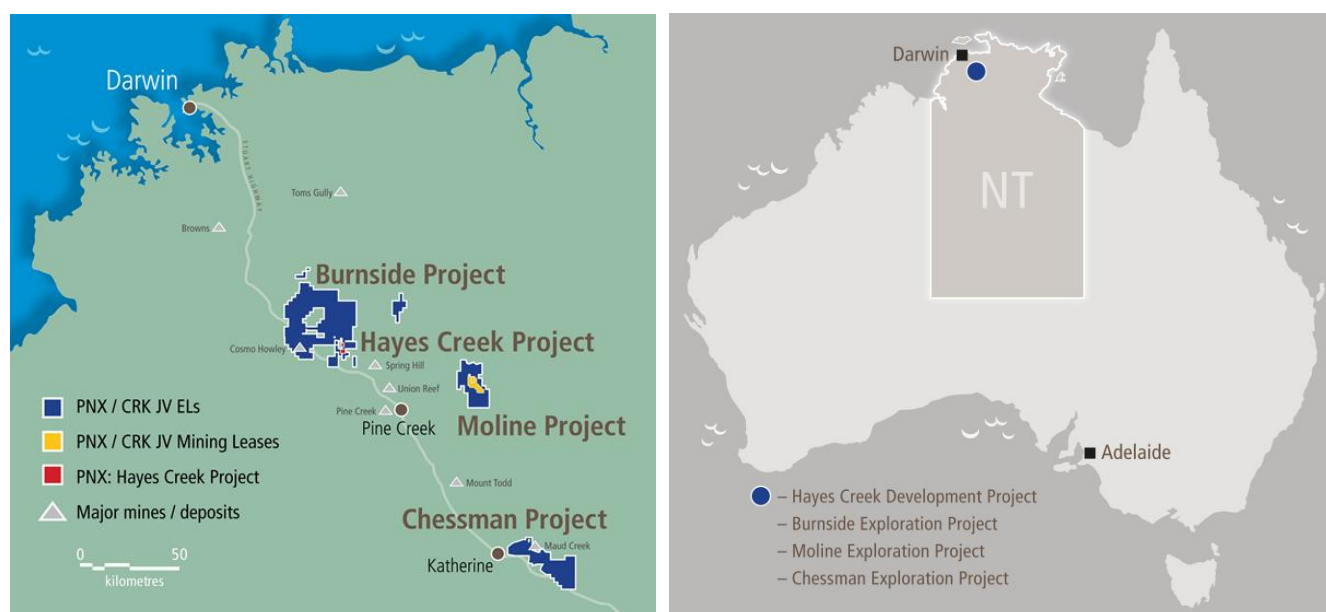 Darwin
STUART HIGHWAY
Toms Gully
Browns
Burnside Project
Hayes Creek Project
Cosmo Howley
Spring Hill
Union Reef
Pine Creek
Pine Creek
Moline Project
PNX / CRK JV ELs
PNX / CRK JV Mining Leases
PNX: Hayes Creek Project
Major mines / deposits
Mount Todd
Chessman Project
Maud Creek
Katherine
0 50
kilometres
Darwin
NT
Adelaide
– Hayes Creek Development Project
– Burnside Exploration Project
– Moline Exploration Project
– Chessman Exploration Project